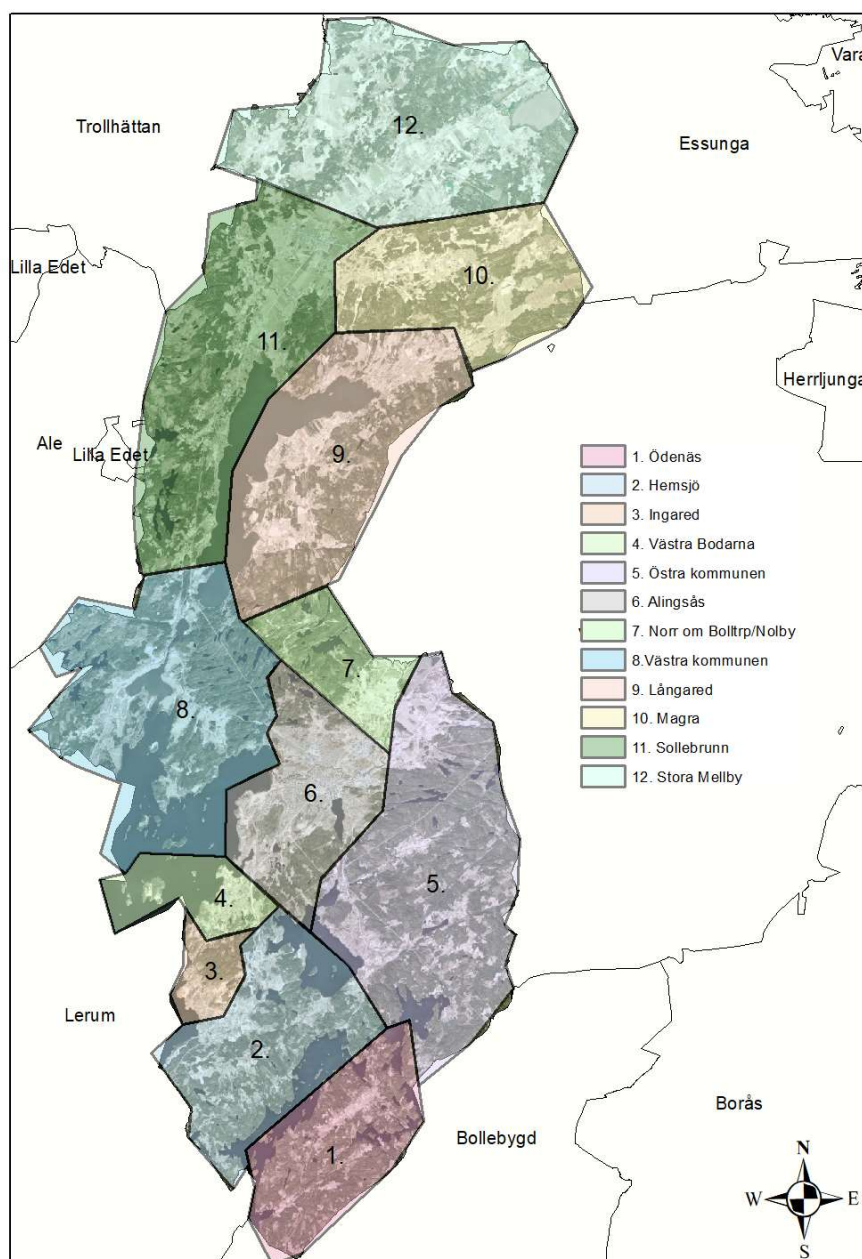 Vara
12.
Trollhättan
Essunga
Lilla Edet
10.
11.
Herrljunga
Ale
Lilla Edet
9.
1. Ödenäs
2. Hemsjö
3. Ingared
4. Västra Bodarna
5. Östra kommunen
6. Alingsås
7. Norr om Bolltrp/Nolby
8.Västra kommunen
9. Långared
10. Magra
11. Sollebrunn
12. Stora Mellby
7.
8.
6.
5.
4.
3.
Lerum
2.
Borås
Bollebygd
1.
N
W
E
S